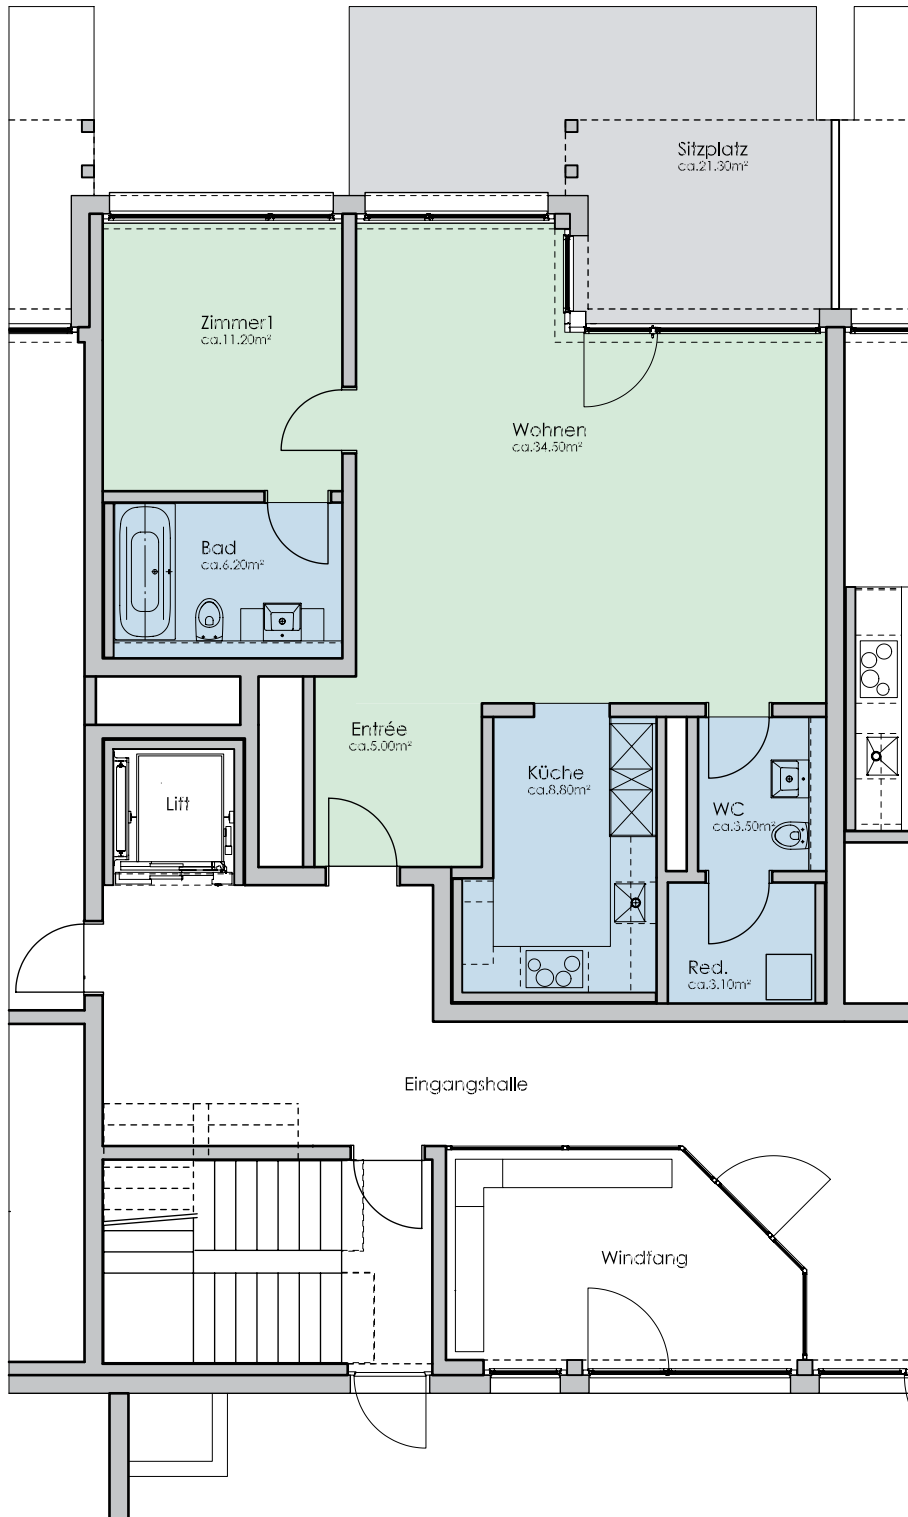 Sitzplatz
ca.21.30m²
Zimmer1
ca.11.20m²
Wohnen
ca.34.50m²
Bad
ca.6.20m²
Entrée
ca.5.00m²
Küche
ca.8.80m²
Lift
WC
ca.3.50m²
Red.
ca.3.10m²
Eingangshalle
Windfang